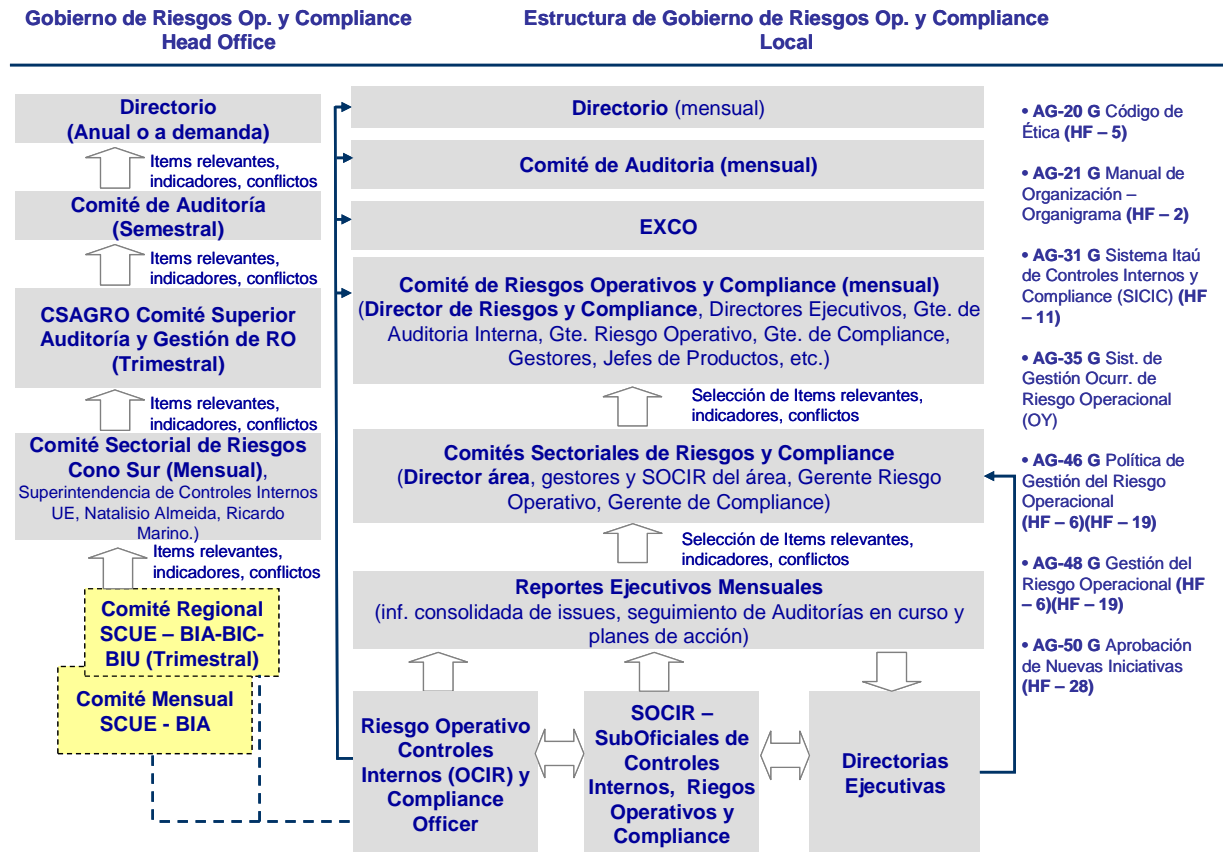 Gobierno de Riesgos Op. y Compliance
Head Office
Estructura de Gobierno de Riesgos Op. y Compliance
Local
Directorio
(Anual o a demanda)
Items relevantes,
indicadores, conflictos
Comité de Auditoría
(Semestral)
Items relevantes,
indicadores, conflictos
CSAGRO Comité Superior
Auditoría y Gestión de RO
(Trimestral)
Items relevantes,
indicadores, conflictos
Comité Sectorial de Riesgos
Cono Sur (Mensual),
Superintendencia de Controles Internos
UE, Natalisio Almeida, Ricardo
Marino.)
Items relevantes,
indicadores, conflictos
Comité Regional
SCUE – BIA-BIC-
BIU (Trimestral)
Comité Mensual
SCUE - BIA
Directorio (mensual)
Comité de Auditoria (mensual)
EXCO
Comité de Riesgos Operativos y Compliance (mensual)
(Director de Riesgos y Compliance, Directores Ejecutivos, Gte. de
Auditoria Interna, Gte. Riesgo Operativo, Gte. de Compliance,
Gestores, Jefes de Productos, etc.)
Selección de Items relevantes,
indicadores, conflictos
Comités Sectoriales de Riesgos y Compliance
(Director área, gestores y SOCIR del área, Gerente Riesgo
Operativo, Gerente de Compliance)
Selección de Items relevantes,
indicadores, conflictos
Reportes Ejecutivos Mensuales
(inf. consolidada de issues, seguimiento de Auditorías en curso y
planes de acción)
Riesgo Operativo
Controles
Internos (OCIR) y
Compliance
Officer
SOCIR –
SubOficiales de
Controles
Internos, Riegos
Operativos y
Compliance
Directorias
Ejecutivas
• AG-20 G Código de
Ética (HF – 5)
• AG-21 G Manual de
Organización –
Organigrama (HF – 2)
• AG-31 G Sistema Itaú
de Controles Internos y
Compliance (SICIC) (HF
– 11)
• AG-35 G Sist. de
Gestión Ocurr. de
Riesgo Operacional
(OY)
• AG-46 G Política de
Gestión del Riesgo
Operacional
(HF – 6)(HF – 19)
• AG-48 G Gestión del
Riesgo Operacional (HF
– 6)(HF – 19)
• AG-50 G Aprobación
de Nuevas Iniciativas
(HF – 28)